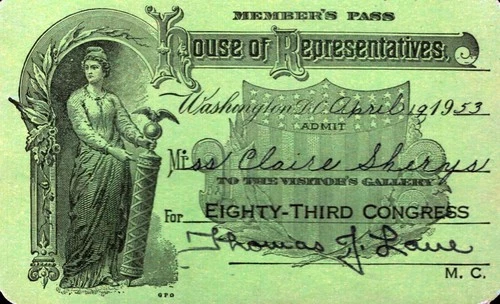 MEMBER'S PASS
House of Representatives.
Washington, D.C. April 19 1953
ADMIT
Miss Claire Sherys
TO THE VISITOR'S GALLERY
For EIGHTY-THIRD CONGRESS
Thomas J. Lane
M. C.
GPO